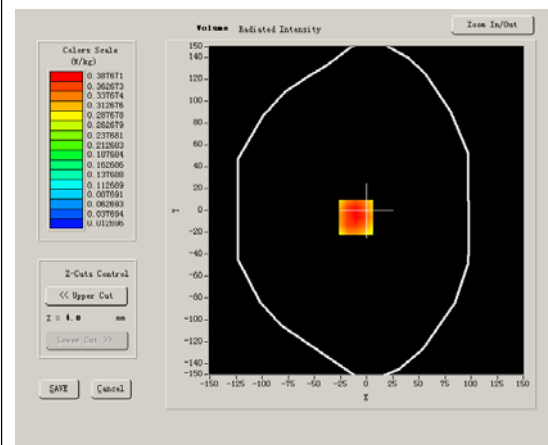 Volume Radiated Intensity
Zoom In/Out
Colors Scale
(W/kg)
0.387671
0.362673
0.337674
0.312676
0.287678
0.262679
0.237681
0.212683
0.187684
0.162686
0.137688
0.112689
0.087691
0.062693
0.037694
0.012696
Z-Cuts Control
<< Upper Cut
Z = 4.0 mm
Lower Cut >>
SAVE
Cancel
150
140
120
100
80
60
40
20
0
-20
-40
-60
-80
-100
-120
-140
-150
Y
-150 -125 -100 -75 -50 -25 0 25 50 75 100 125 150
X